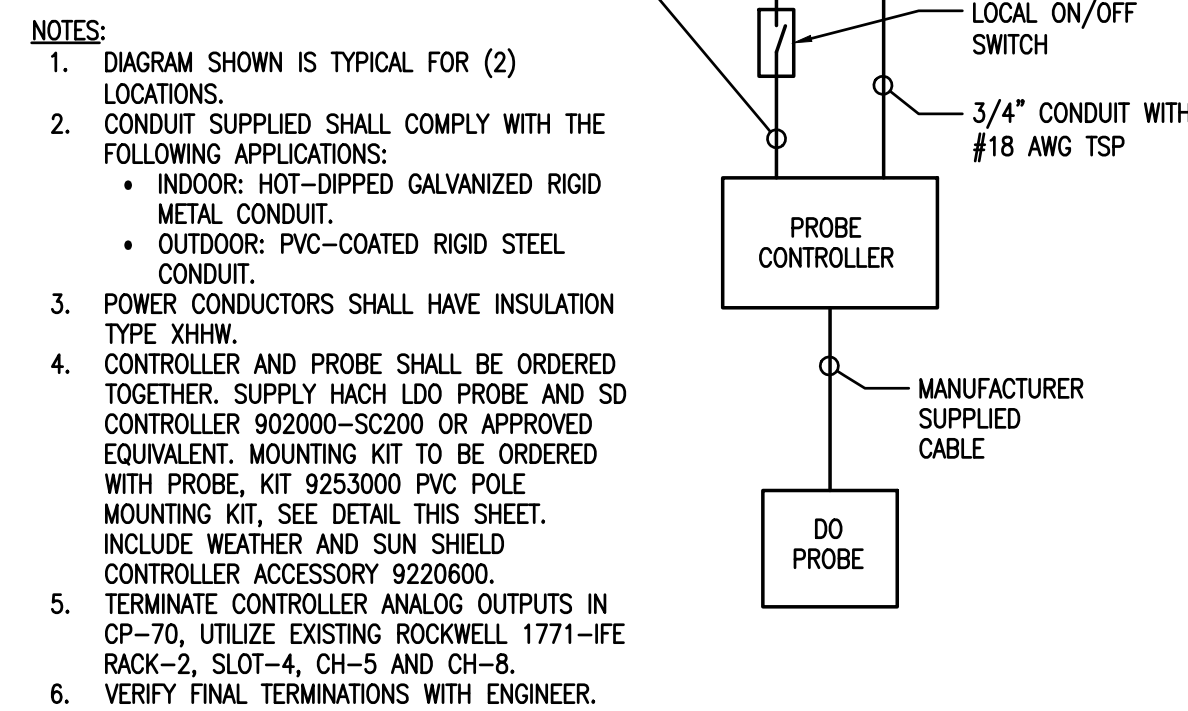 NOTES:
1. DIAGRAM SHOWN IS TYPICAL FOR (2)
LOCATIONS.
2. CONDUIT SUPPLIED SHALL COMPLY WITH THE
FOLLOWING APPLICATIONS:
• INDOOR: HOT-DIPPED GALVANIZED RIGID
METAL CONDUIT.
• OUTDOOR: PVC-COATED RIGID STEEL
CONDUIT.
3. POWER CONDUCTORS SHALL HAVE INSULATION
TYPE XHHW.
4. CONTROLLER AND PROBE SHALL BE ORDERED
TOGETHER. SUPPLY HACH LDO PROBE AND SD
CONTROLLER 902000-SC200 OR APPROVED
EQUIVALENT. MOUNTING KIT TO BE ORDERED
WITH PROBE, KIT 9253000 PVC POLE
MOUNTING KIT, SEE DETAIL THIS SHEET.
INCLUDE WEATHER AND SUN SHIELD
CONTROLLER ACCESSORY 9220600.
5. TERMINATE CONTROLLER ANALOG OUTPUTS IN
CP-70, UTILIZE EXISTING ROCKWELL 1771-IFE
RACK-2, SLOT-4, CH-5 AND CH-8.
6. VERIFY FINAL TERMINATIONS WITH ENGINEER.
LOCAL ON/OFF
SWITCH
3/4" CONDUIT WITH
#18 AWG TSP
PROBE
CONTROLLER
MANUFACTURER
SUPPLIED
CABLE
DO
PROBE